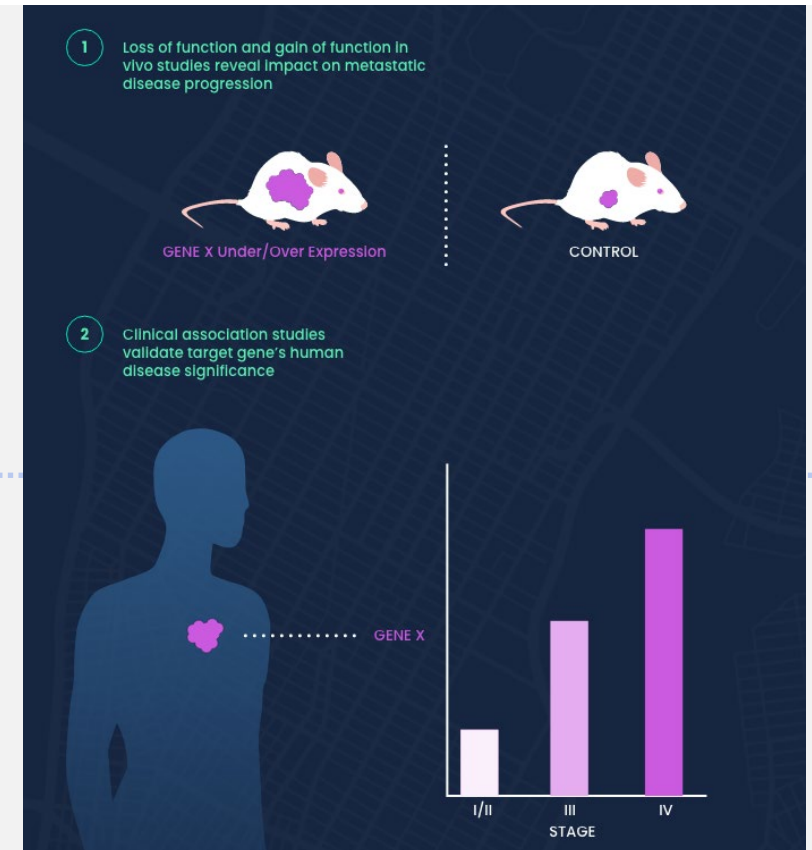 1
Loss of function and gain of function in
vivo studies reveal impact on metastatic
disease progression
GENE X Under/Over Expression
CONTROL
2
Clinical association studies
validate target gene's human
disease significance
GENE X
I/II
III
IV
STAGE